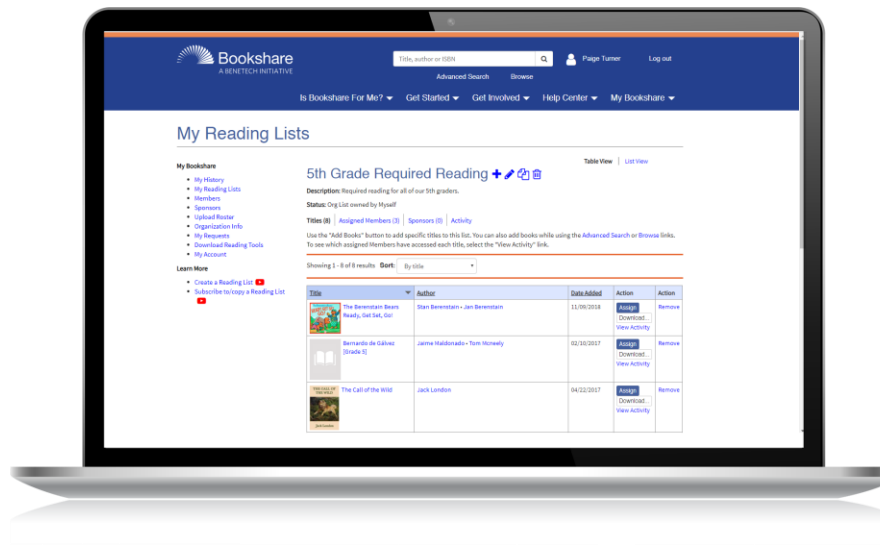 Bookshare
A BENETECH INITIATIVE
Title, author or ISBN
Paige Turner
Log out
Advanced Search
Browse
Is Bookshare For Me?
Get Started
Get Involved
Help Center
My Bookshare
My Reading Lists
My Bookshare
My History
My Reading Lists
Members
Sponsors
Upload Roster
Organization Info
My Requests
Download Reading Tools
My Account
Learn More
Create a Reading List
Subscribe to/copy a Reading List
Table View | List View
5th Grade Required Reading
Description: Required reading for all of our 5th graders.
Status: Org List owned by Myself
Titles (8) | Assigned Members (3) | Sponsors (0) | Activity
Use the "Add Books" button to add specific titles to this list. You can also add books while using the Advanced Search or Browse links.
To see which assigned Members have accessed each title, select the "View Activity" link.
Showing 1 - 8 of 8 results Sort: By title
Title Author Date Added Action Action
The Berenstain Bears
Ready, Get Set, Go!
Stan Berenstain • Jan Berenstain
11/09/2018
Assign
Download...
View Activity
Remove
Bernardo de Gálvez
[Grade 5]
Jaime Maldonado • Tom Mcneely
02/10/2017
Assign
Download...
View Activity
Remove
THE CALL OF
THE WILD
Jack London
The Call of the Wild
Jack London
04/22/2017
Assign
Download...
View Activity
Remove